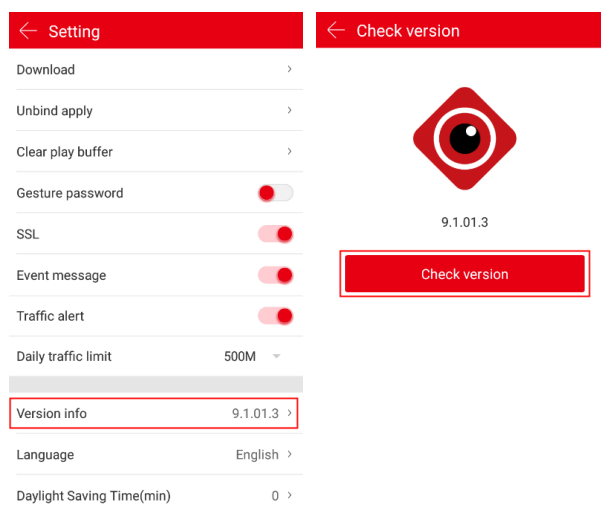 Setting
Download
Unbind apply
Clear play buffer
Gesture password
SSL
Event message
Traffic alert
Daily traffic limit 500M
Version info 9.1.01.3
Language English
Daylight Saving Time(min) 0
Check version
9.1.01.3
Check version